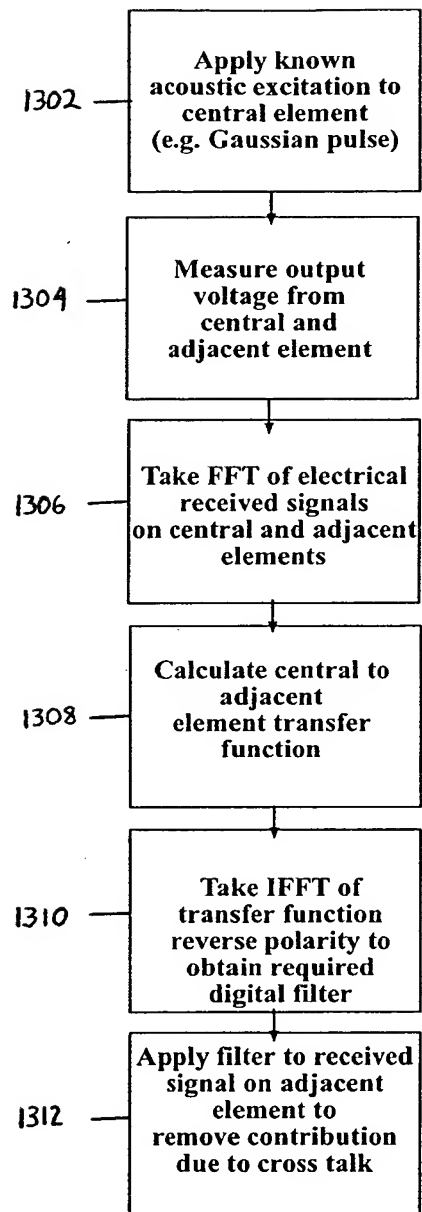 1302
Apply known
acoustic excitation to
central element
(e.g. Gaussian pulse)
1304
Measure output
voltage from
central and
adjacent element
1306
Take FFT of electrical
received signals
on central and adjacent
elements
1308
Calculate central to
adjacent
element transfer
function
1310
Take IFFT of
transfer function
reverse polarity to
obtain required
digital filter
1312
Apply filter to received
signal on adjacent
element to
remove contribution
due to cross talk